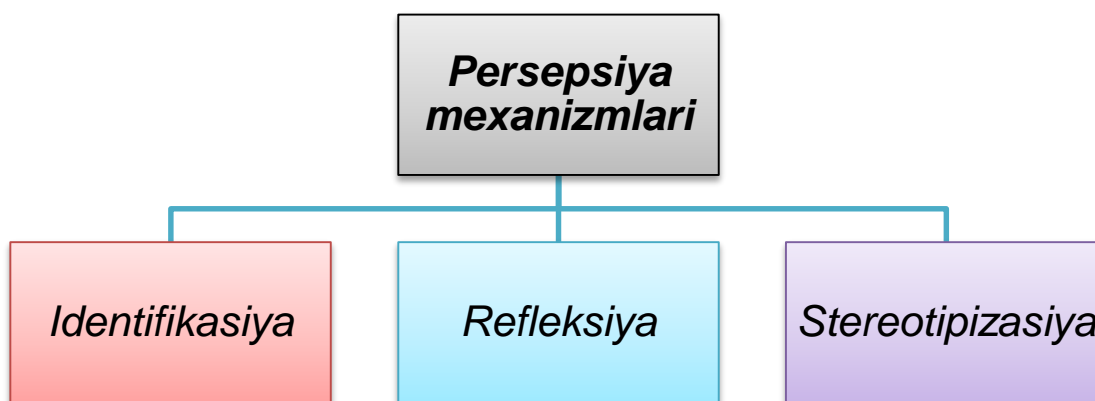 Persepsiya
mexanizmlari
Identifikasiya
Refleksiya
Stereotipizasiya